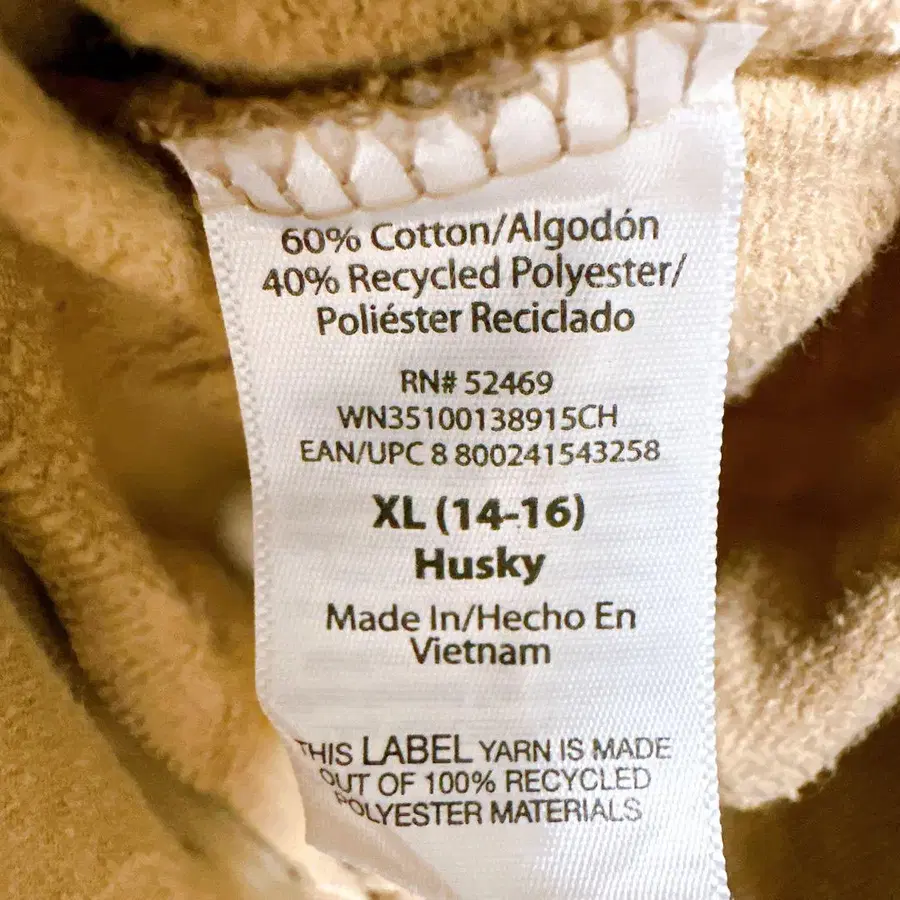 60% Cotton/Algodón
40% Recycled Polyester/
Poliéster Reciclado
RN# 52469
WN35100138915CH
EAN/UPC 8 800241543258
XL (14-16)
Husky
Made In/Hecho En
Vietnam
THIS LABEL YARN IS MADE
OUT OF 100% RECYCLED
POLYESTER MATERIALS